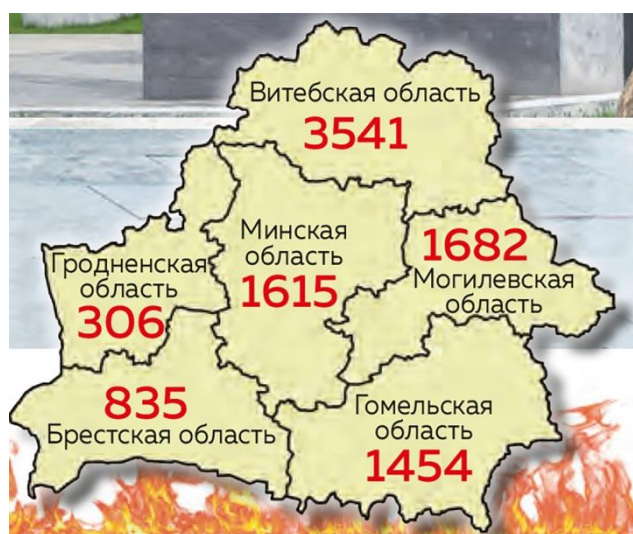 Витебская область
3541
Минская
область
1615
1682
Могилевская
область
Гродненская
область
306
835
Брестская область
Гомельская
область
1454